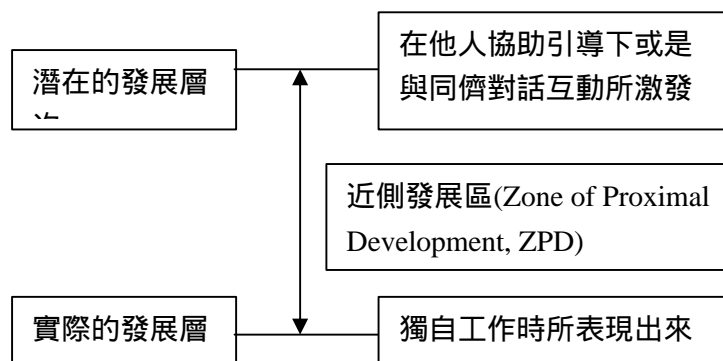 在他人協助引導下或是
與同儕對話互動所激發
潛在的發展層
近側發展區(Zone of Proximal
Development, ZPD)
實際的發展層
獨自工作時所表現出來